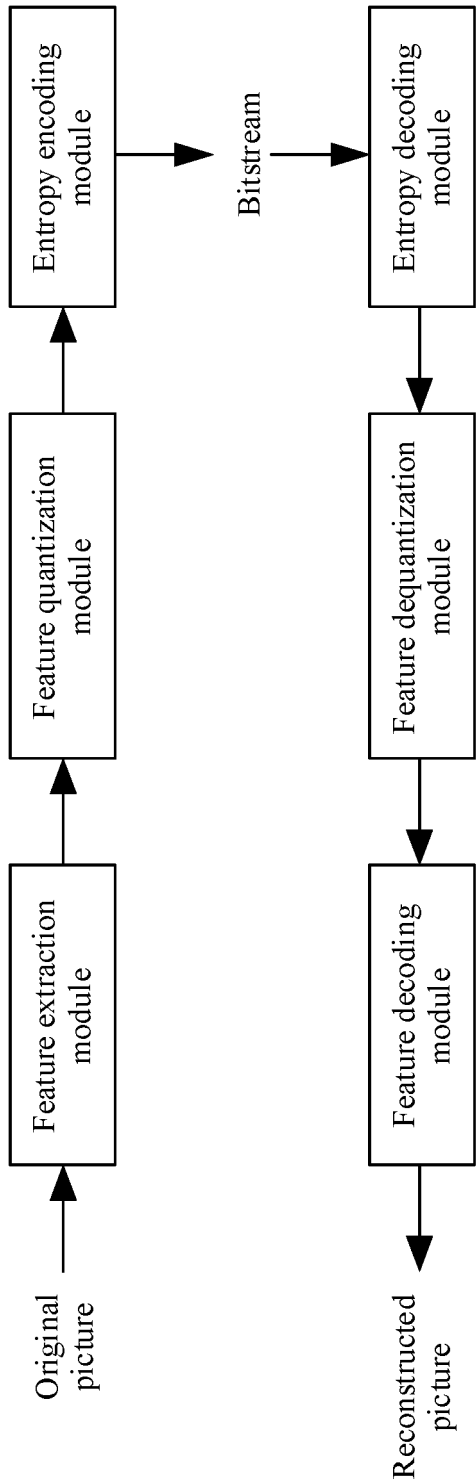 Original
picture
Feature extraction
module
Feature quantization
module
Entropy encoding
module
Bitstream
Entropy decoding
module
Feature dequantization
module
Feature decoding
module
Reconstructed
picture